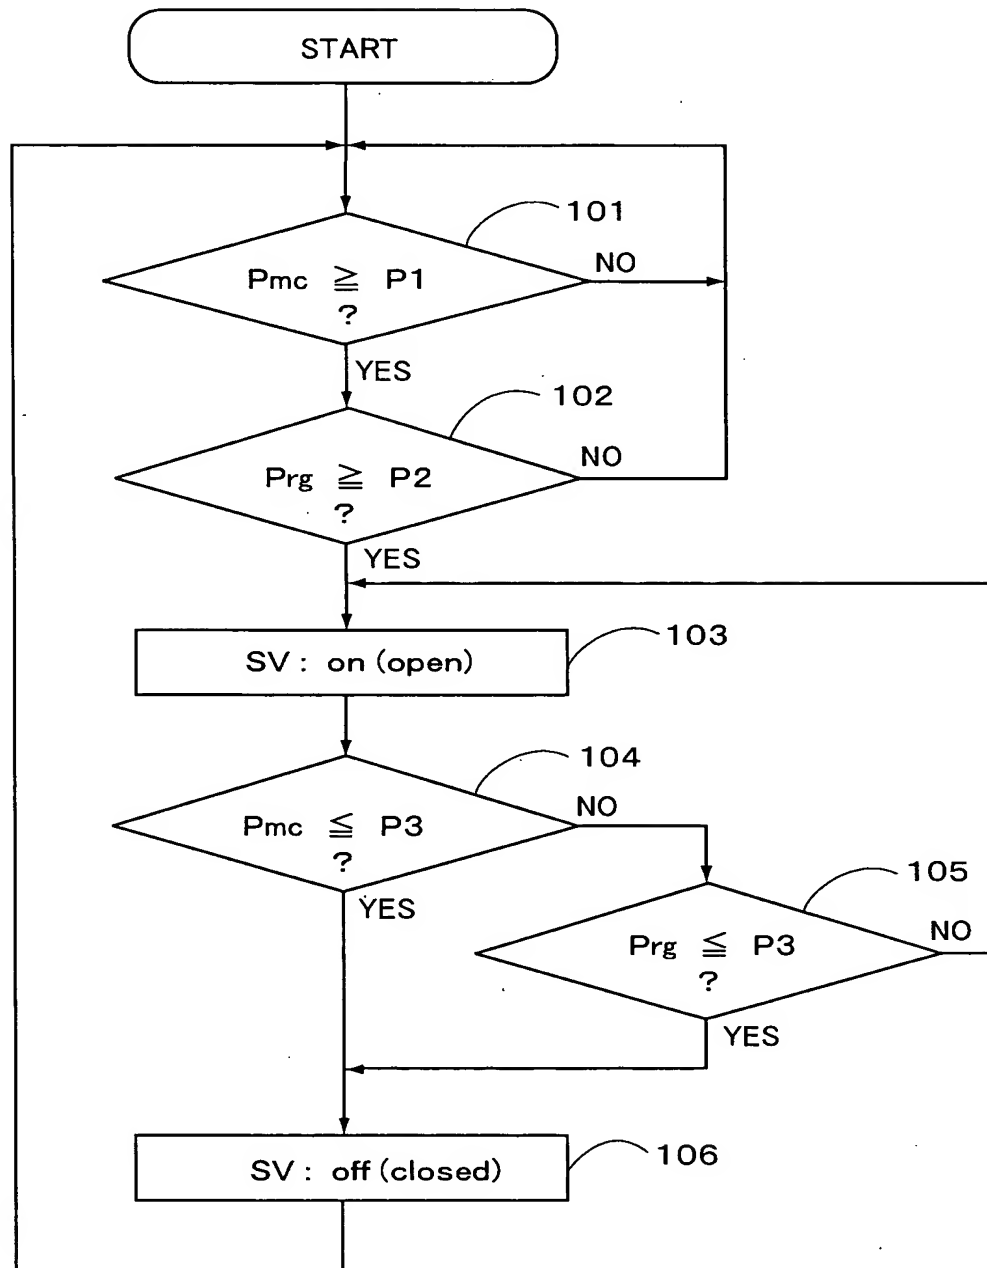 START
101
Pmc ≧ P1
?
NO
YES
102
Prg ≧ P2
?
NO
YES
103
SV : on (open)
104
Pmc ≦ P3
?
NO
YES
105
Prg ≦ P3
?
NO
YES
106
SV : off (closed)